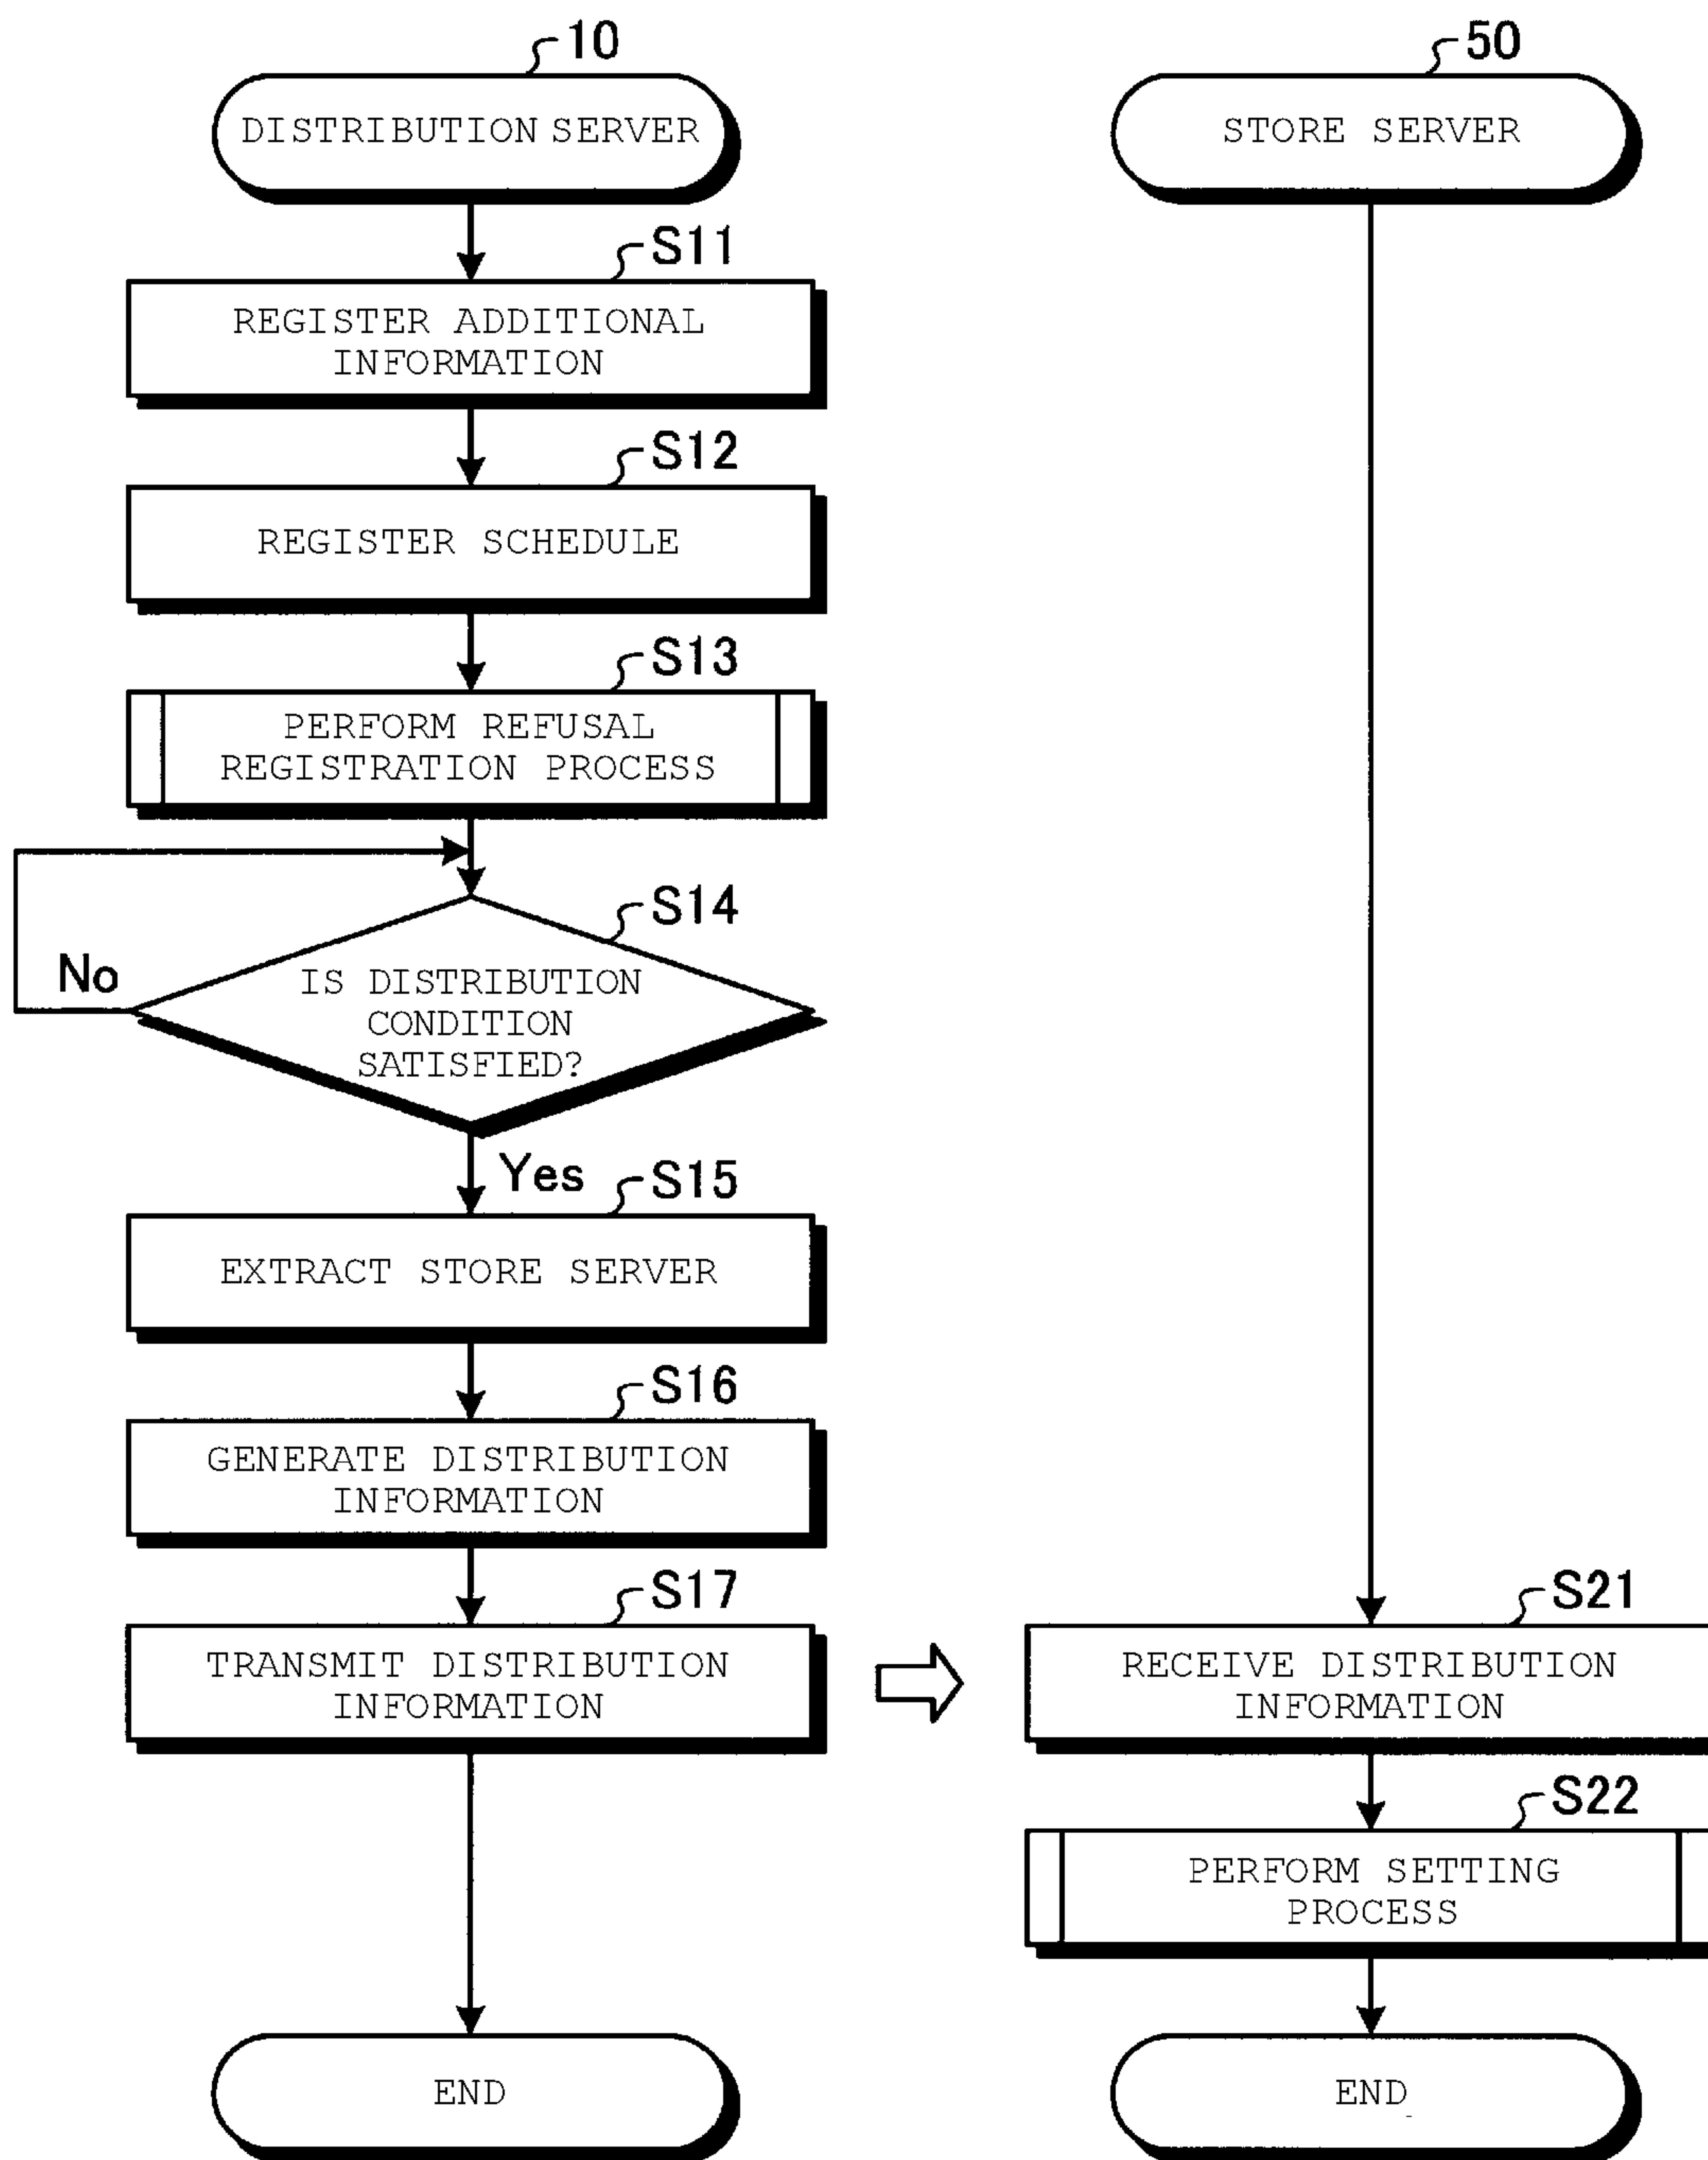 10
DISTRIBUTION SERVER
S11
REGISTER ADDITIONAL
INFORMATION
S12
REGISTER SCHEDULE
S13
PERFORM REFUSAL
REGISTRATION PROCESS
S14
No
IS DISTRIBUTION
CONDITION
SATISFIED?
Yes
S15
EXTRACT STORE SERVER
S16
GENERATE DISTRIBUTION
INFORMATION
S17
TRANSMIT DISTRIBUTION
INFORMATION
END
50
STORE SERVER
S21
RECEIVE DISTRIBUTION
INFORMATION
S22
PERFORM SETTING
PROCESS
END